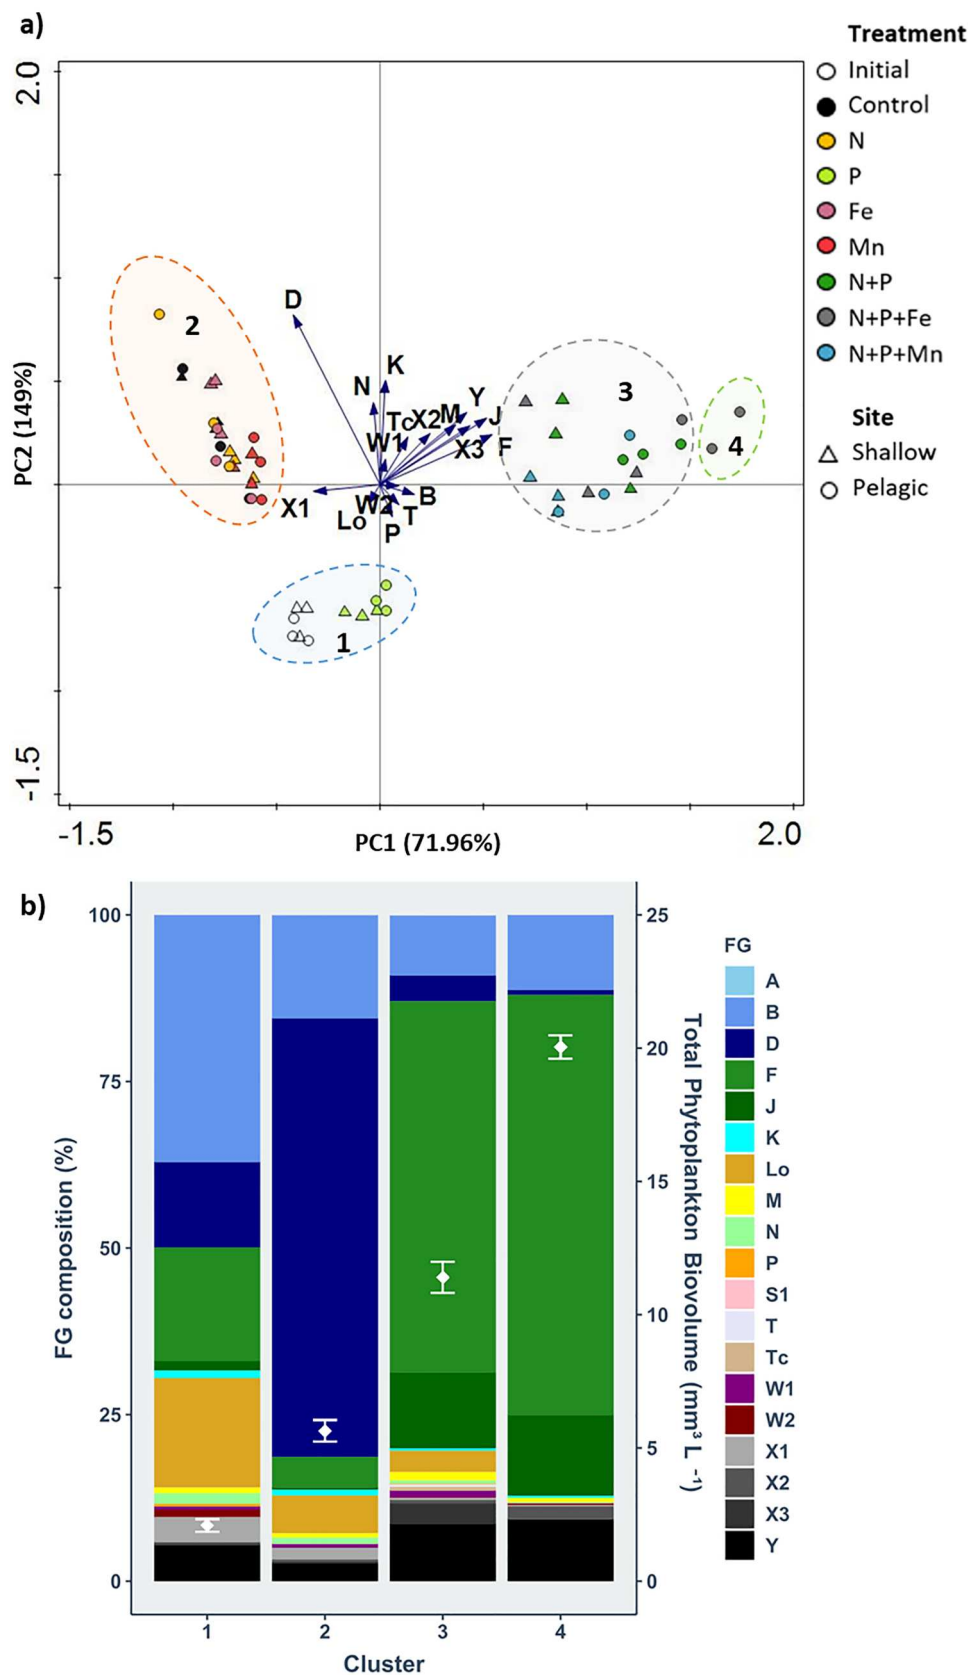 a)
Treatment
Initial
Control
N
P
Fe
Mn
N+P
N+P+Fe
N+P+Mn
Site
Shallow
Pelagic
2.0
PC2 (149%)
-1.5
2
D
K
N
Y
Tc X2 M J
W1
X3 F
3
4
X1
B
W2
Lo
T
P
1
-1.5
PC1 (71.96%)
2.0
b)
100
75
50
25
0
FG composition (%)
25
20
15
10
5
0
Total Phytoplankton Biovolume (mm³ L ⁻¹)
1 2 3 4
Cluster
FG
A
B
D
F
J
K
Lo
M
N
P
S1
T
Tc
W1
W2
X1
X2
X3
Y